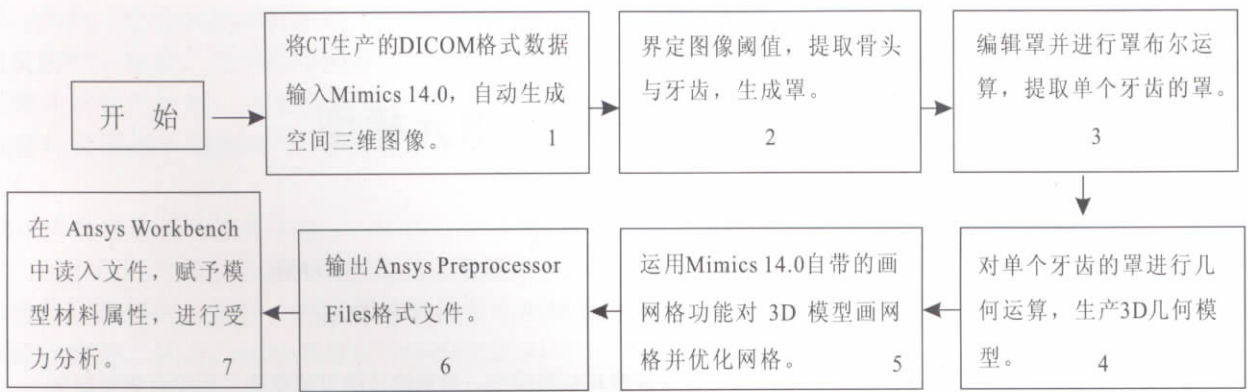 开 始
将CT生产的DICOM格式数据
输入Mimics 14.0，自动生成
空间三维图像。 1
界定图像阈值，提取骨头
与牙齿，生成罩。
2
编辑罩并进行罩布尔运
算，提取单个牙齿的罩。
3
对单个牙齿的罩进行几
何运算，生产3D几何模
型。 4
运用Mimics 14.0自带的画
网格功能对 3D 模型画网
格并优化网格。 5
输出Ansys Preprocessor
Files格式文件。
6
在 Ansys Workbench
中读入文件，赋予模
型材料属性，进行受
力分析。 7